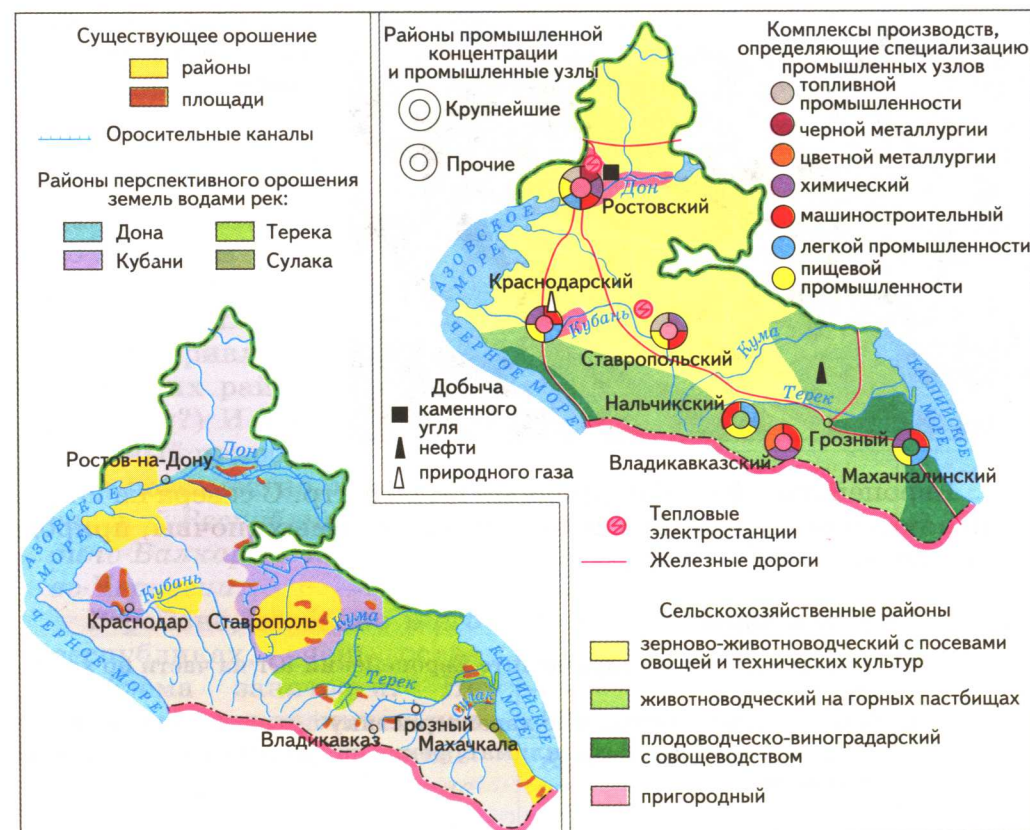 Существующее орошение
районы
площади
Оросительные каналы
Районы перспективного орошения
земель водами рек:
Дона
Терека
Кубани
Сулака
Ростов-на-Дону
Дон
АЗОВСКОЕ
МОРЕ
ЧЕРНОЕ МОРЕ
Кубань
Краснодар
Ставрополь
Кума
Терек
Сулак
КАСПИЙСКОЕ
МОРЕ
Грозный
Владикавказ
Махачкала
Районы промышленной
концентрации
и промышленные узлы
Крупнейшие
Прочие
Комплексы производств,
определяющие специализацию
промышленных узлов
топливной
промышленности
черной металлургии
цветной металлургии
химический
машиностроительный
легкой промышленности
пищевой
промышленности
Дон
Ростовский
АЗОВСКОЕ
МОРЕ
Краснодарский
Кубань
ЧЕРНОЕ МОРЕ
Ставропольский
Кума
Терек
КАСПИЙСКОЕ
МОРЕ
Нальчикский
Грозный
Владикавказский
Махачкалинский
Добыча
каменного
угля
нефти
природного газа
Тепловые
электростанции
Железные дороги
Сельскохозяйственные районы
зерново-животноводческий с посевами
овощей и технических культур
животноводческий на горных пастбищах
плодоводческо-виноградарский
с овощеводством
пригородный